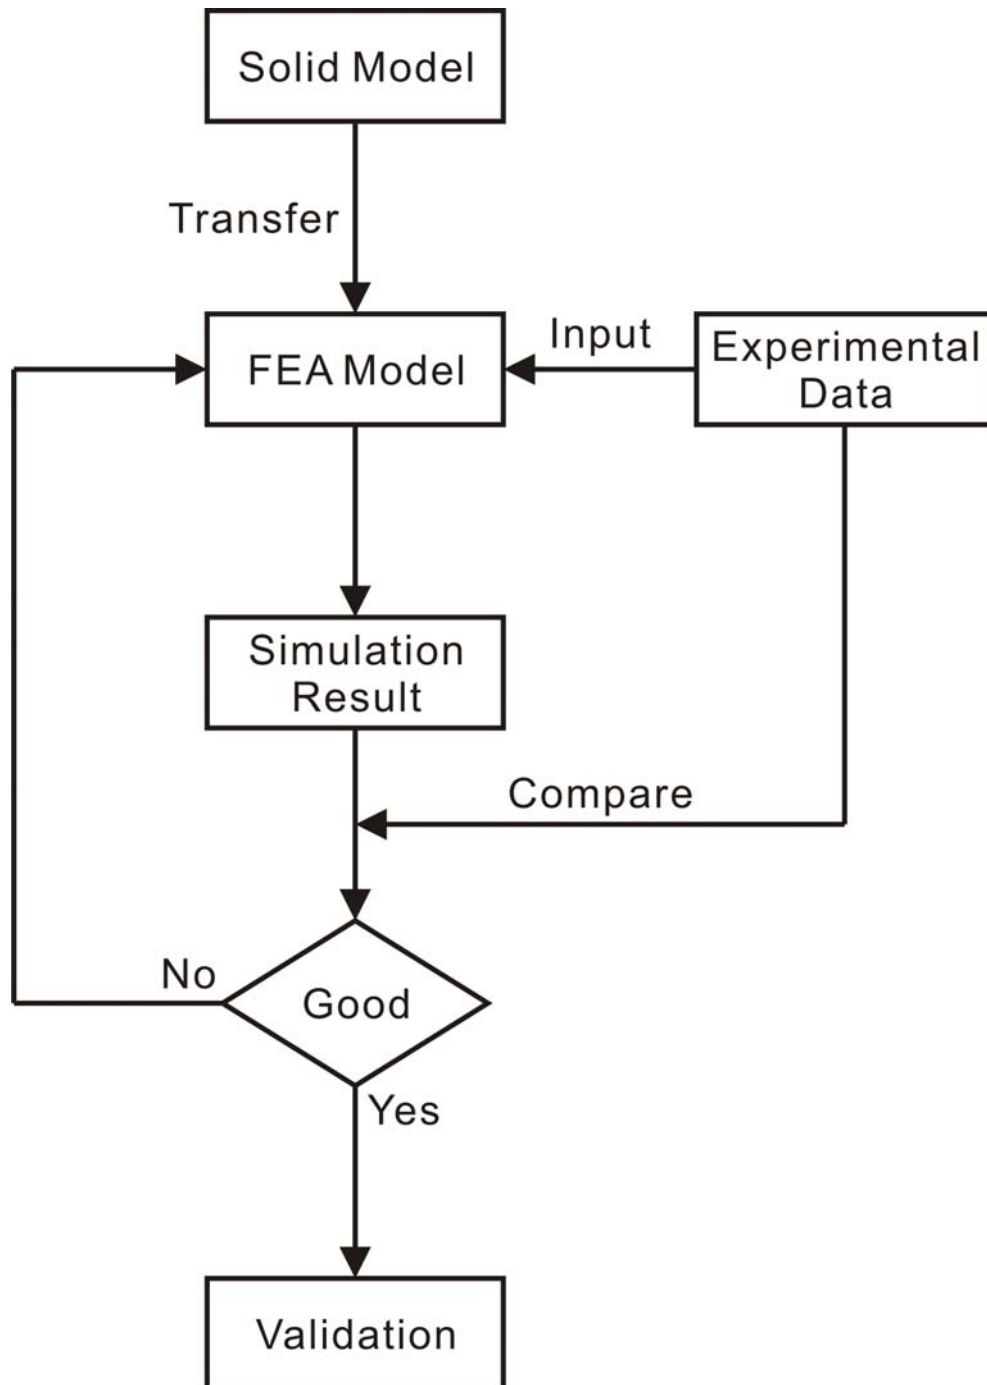 Solid Model
Transfer
FEA Model
Input
Experimental
Data
Simulation
Result
Compare
No
Good
Yes
Validation